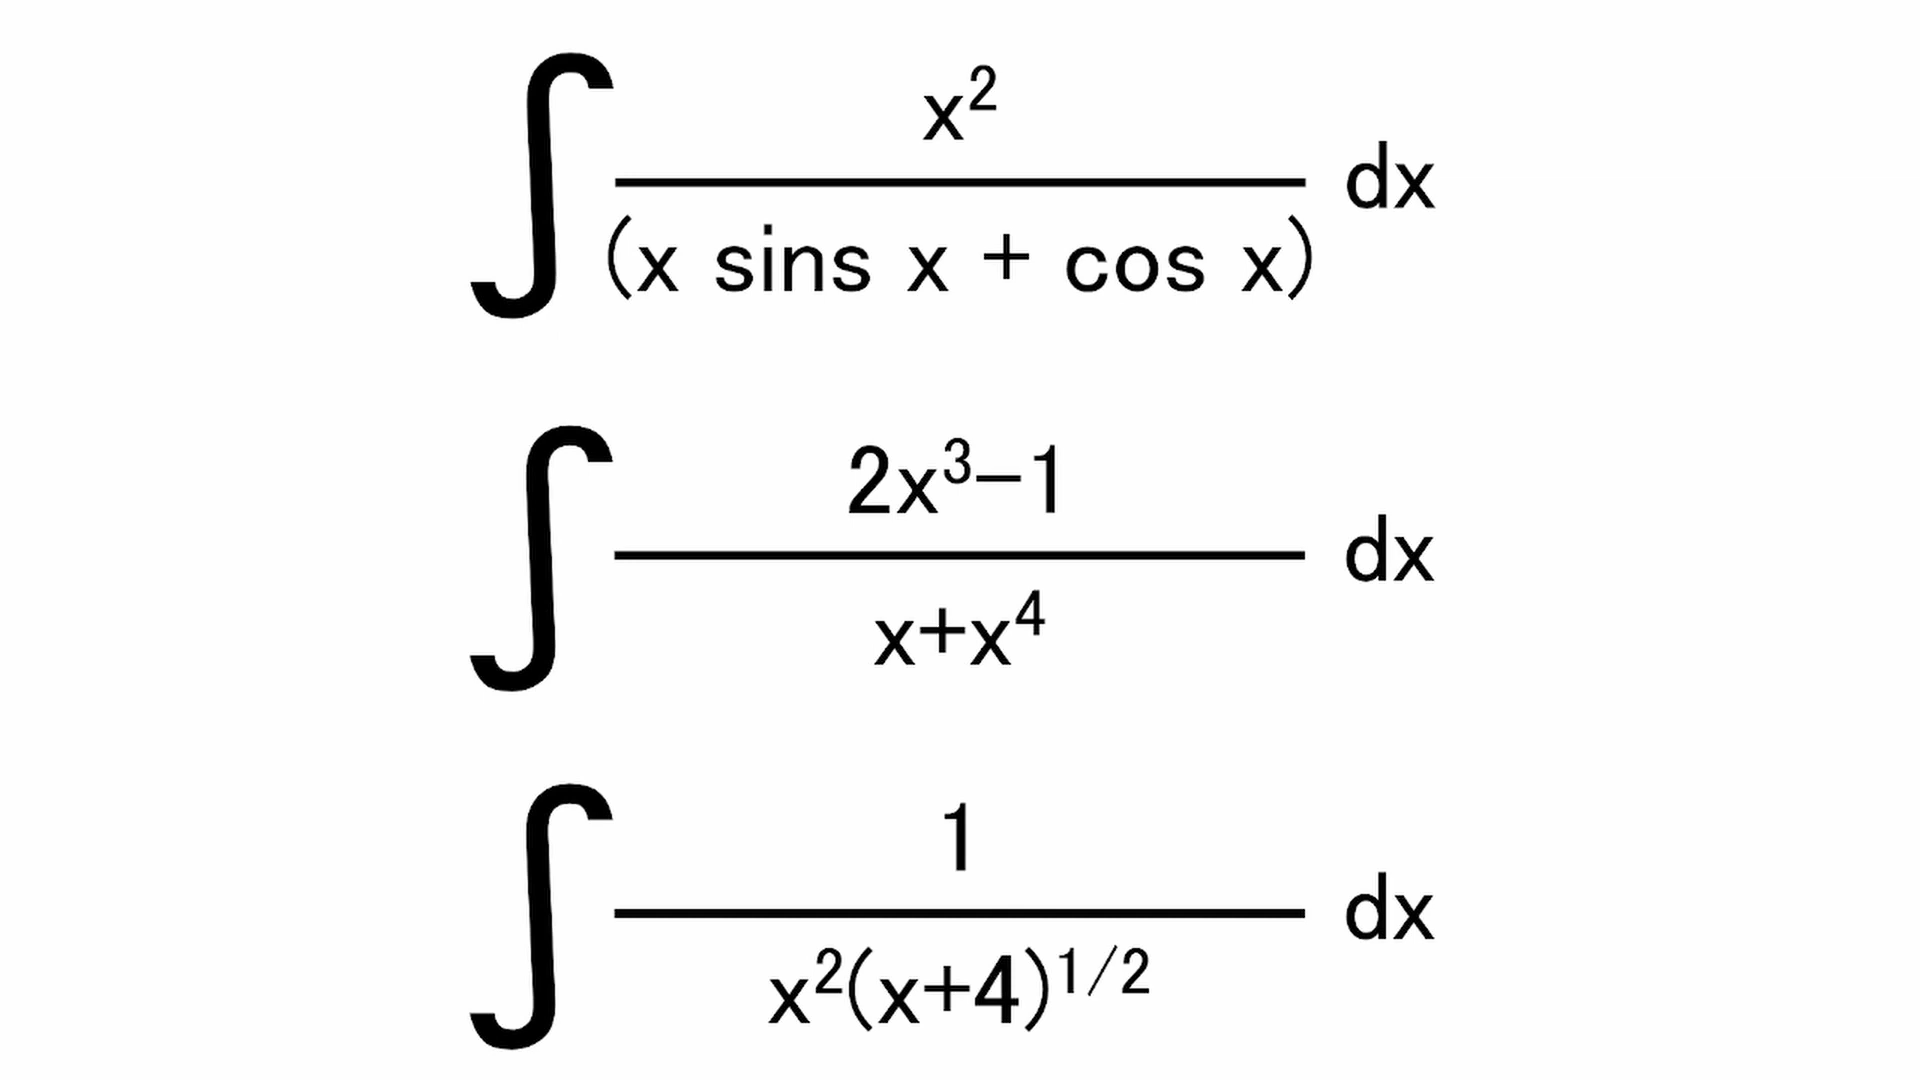 ∫ x² / (x sins x + cos x) dx
∫ 2x³−1 / x+x⁴ dx
∫ 1 / x²(x+4)^1/2 dx